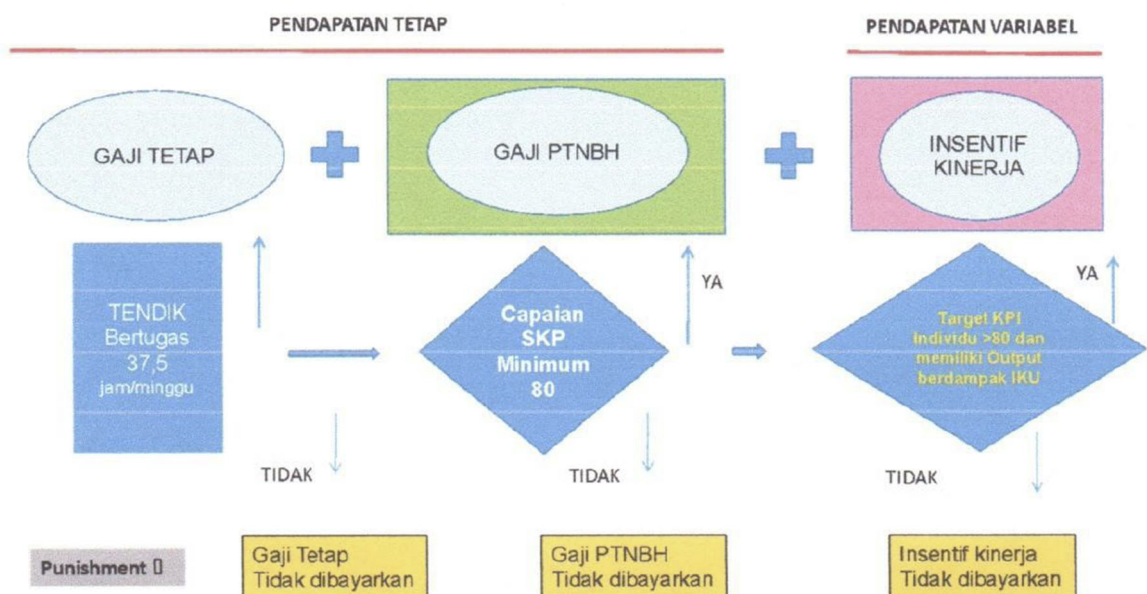 PENDAPATAN TETAP
PENDAPATAN VARIABEL
GAJI TETAP
GAJI PTNBH
INSENTIF
KINERJA
TENDIK
Bertugas
37,5
jam/minggu
Capaian
SKP
Minimum
80
YA
Target KPI
Individu >80 dan
memiliki Output
berdampak IKU
YA
TIDAK
TIDAK
TIDAK
Punishment
Gaji Tetap
Tidak dibayarkan
Gaji PTNBH
Tidak dibayarkan
Insentif kinerja
Tidak dibayarkan